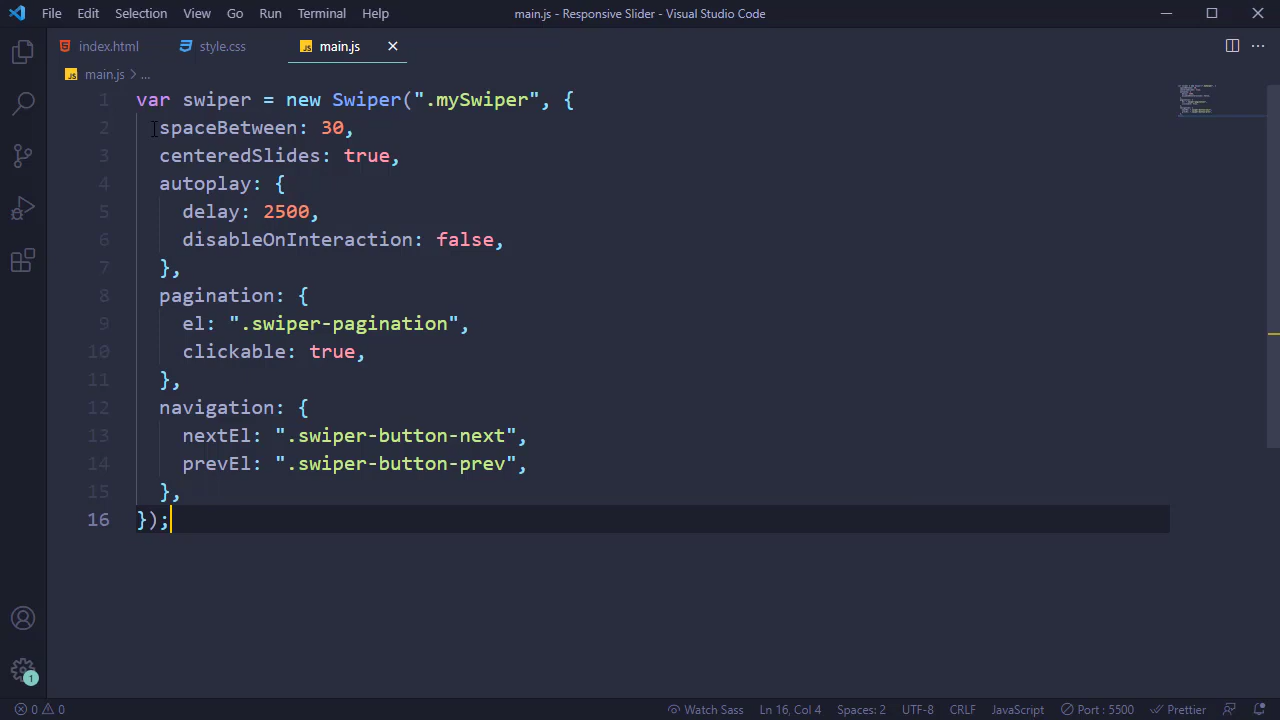 File Edit Selection View Go Run Terminal Help main.js - Responsive Slider - Visual Studio Code
index.html style.css JS main.js
JS main.js > ...
1 var swiper = new Swiper(".mySwiper", {
2 spaceBetween: 30,
3 centeredSlides: true,
4 autoplay: {
5 delay: 2500,
6 disableOnInteraction: false,
7 },
8 pagination: {
9 el: ".swiper-pagination",
10 clickable: true,
11 },
12 navigation: {
13 nextEl: ".swiper-button-next",
14 prevEl: ".swiper-button-prev",
15 },
16 });
1
0 0 Watch Sass Ln 16, Col 4 Spaces: 2 UTF-8 CRLF JavaScript Port : 5500 Prettier